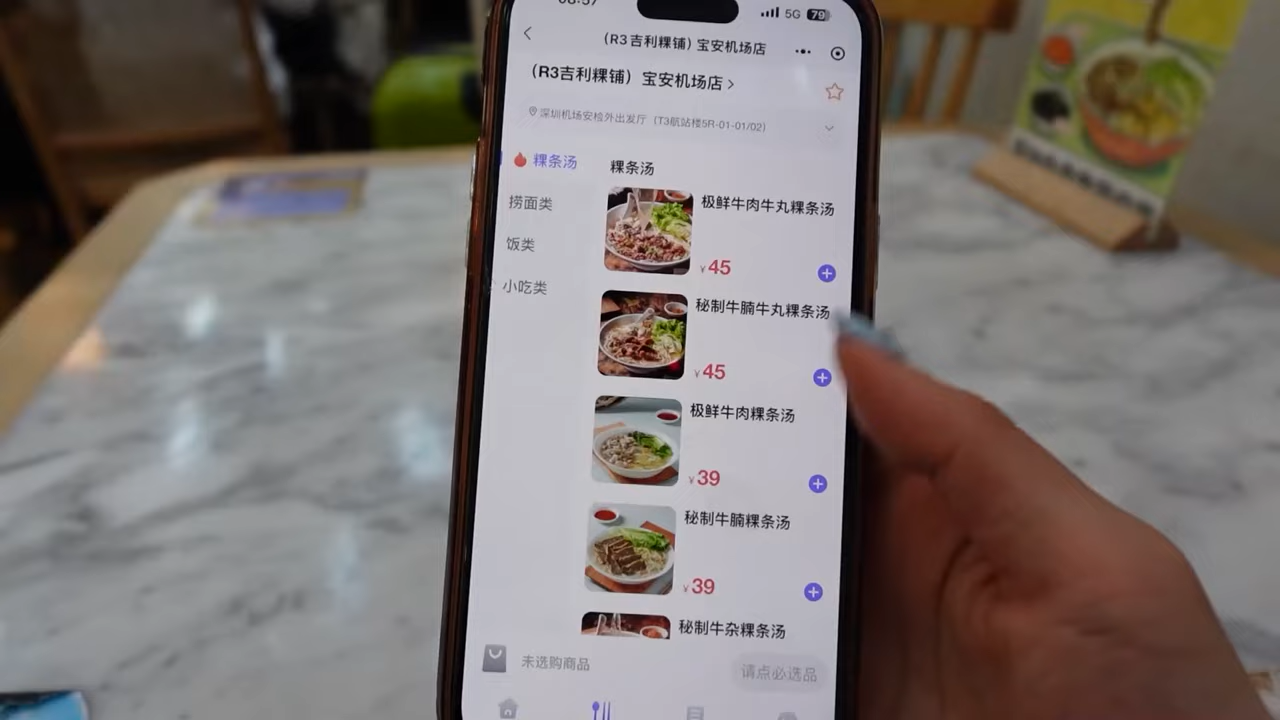 08:57
5G 79
(R3吉利粿铺) 宝安机场店
(R3吉利粿铺) 宝安机场店>
深圳机场安检外出发厅 (T3航站楼5R-01-01/02)
粿条汤
捞面类
饭类
小吃类
粿条汤
极鲜牛肉牛丸粿条汤
¥45
秘制牛腩牛丸粿条汤
¥45
极鲜牛肉粿条汤
¥39
秘制牛腩粿条汤
¥39
秘制牛杂粿条汤
未选购商品
请点必选品